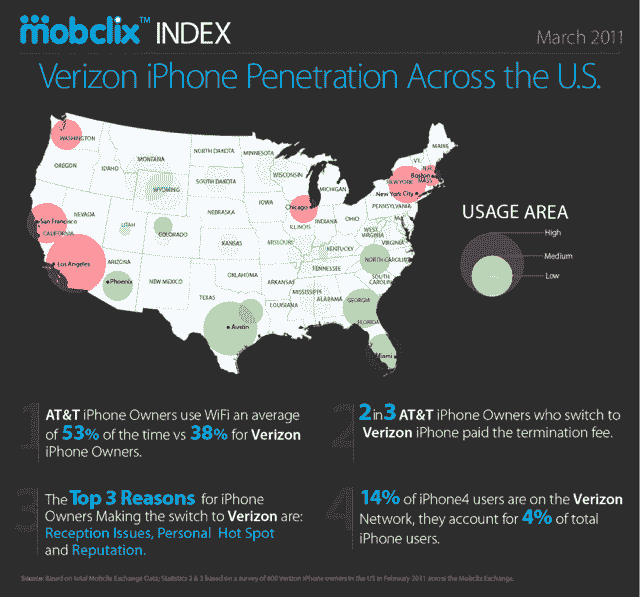 mobclix™ INDEX
March 2011
Verizon iPhone Penetration Across the U.S.
WASHINGTON
OREGON
IDAHO
MONTANA
NORTH DAKOTA
MINNESOTA
WISCONSIN
MICHIGAN
MAINE
VT.
N.H.
Boston
MASS
NEW YORK
New York City
WYOMING
SOUTH DAKOTA
IOWA
Chicago
ILLINOIS
INDIANA
OHIO
PENNSYLVANIA
San Francisco
NEVADA
CALIFORNIA
UTAH
COLORADO
NEBRASKA
KANSAS
MISSOURI
KENTUCKY
WEST
VIRGINIA
VIRGINIA
Los Angeles
ARIZONA
Phoenix
NEW MEXICO
OKLAHOMA
ARKANSAS
TENNESSEE
NORTH CAROLINA
SOUTH
CAROLINA
TEXAS
Austin
LOUISIANA
MISSISSIPPI
ALABAMA
GEORGIA
FLORIDA
Miami
USAGE AREA
High
Medium
Low
1
AT&T iPhone Owners use WiFi an average
of 53% of the time vs 38% for Verizon
iPhone Owners.
2
2in3 AT&T iPhone Owners who switch to
Verizon iPhone paid the termination fee.
3
The Top 3 Reasons for iPhone
Owners Making the switch to Verizon are:
Reception Issues, Personal Hot Spot
and Reputation.
4
14% of iPhone4 users are on the Verizon
Network, they account for 4% of total
iPhone users.
Source: Based on total Mobclix Exchange Data; Statistics 2 & 3 based on a survey of 600 Verizon iPhone owners in the US in February 2011 across the Mobclix Exchange.